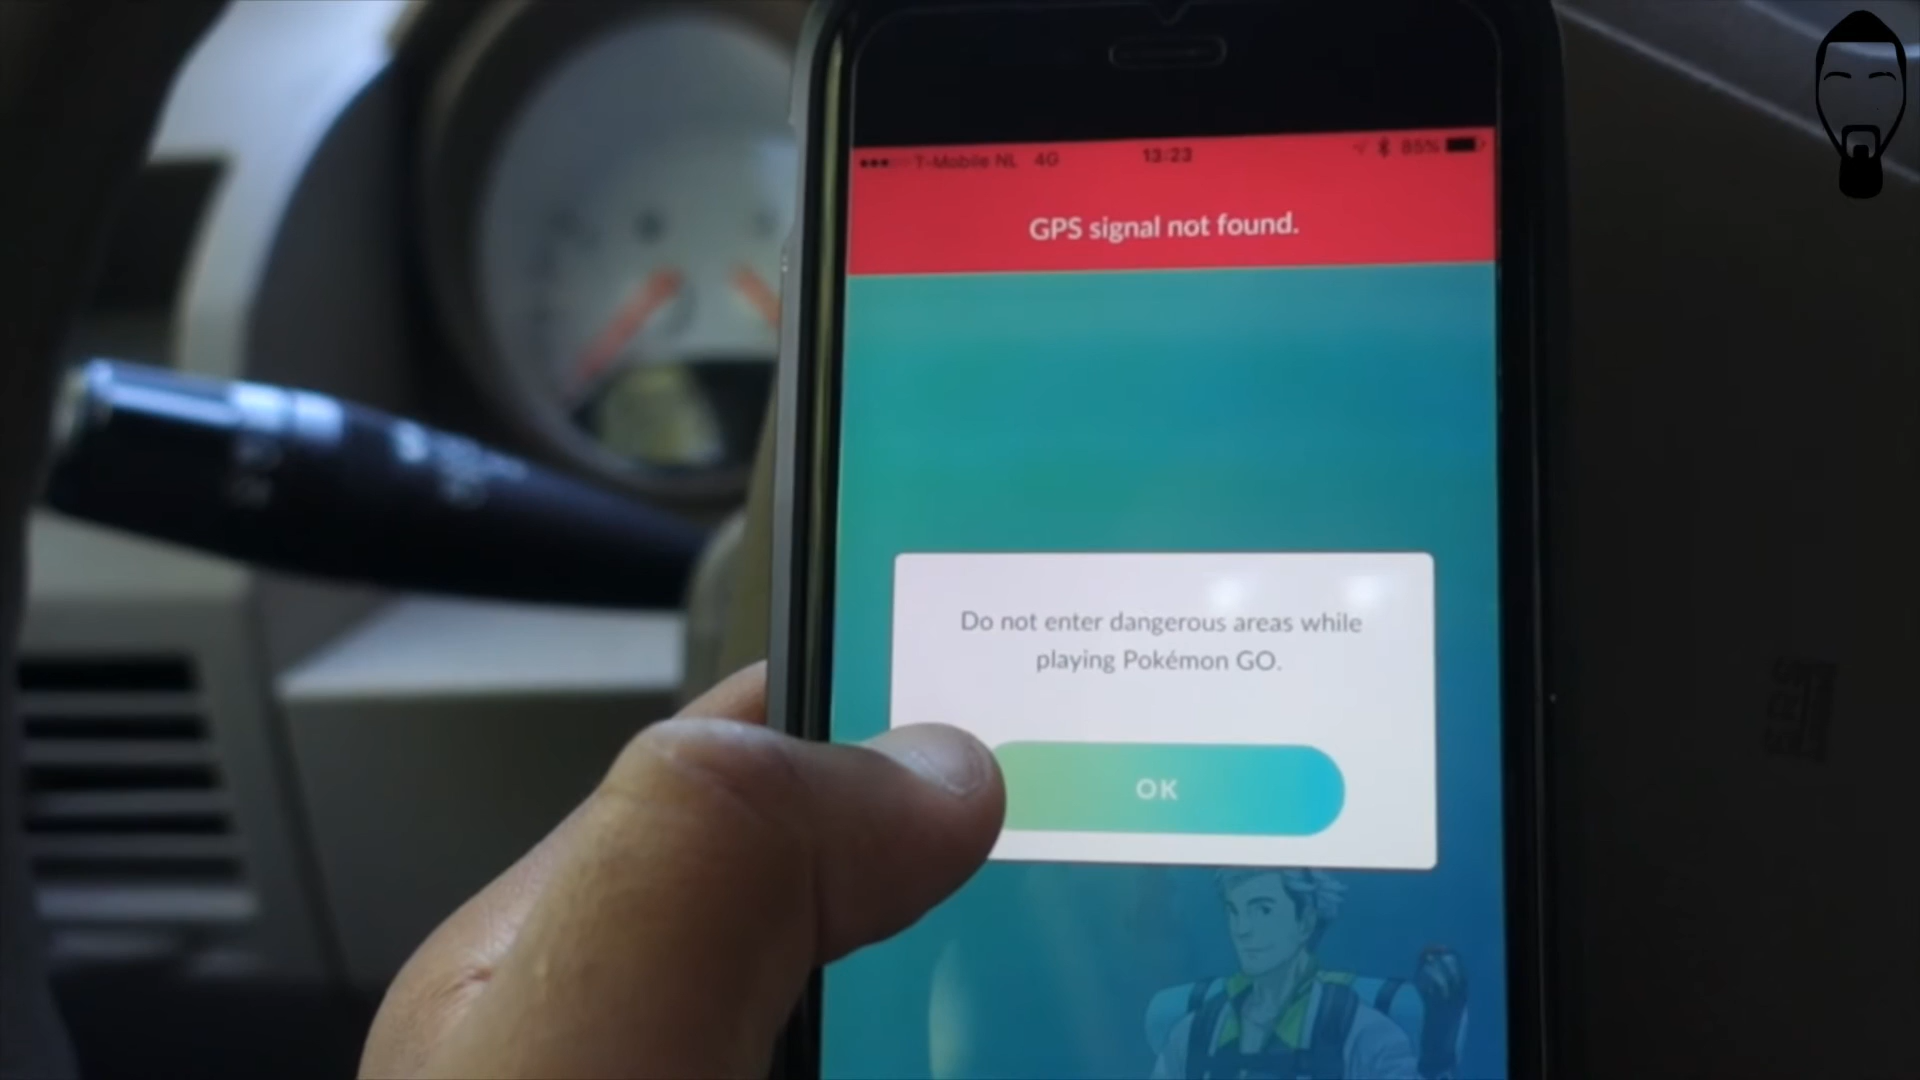 T-Mobile NL 4G 13:23 85%
GPS signal not found.
Do not enter dangerous areas while
playing Pokémon GO.
OK